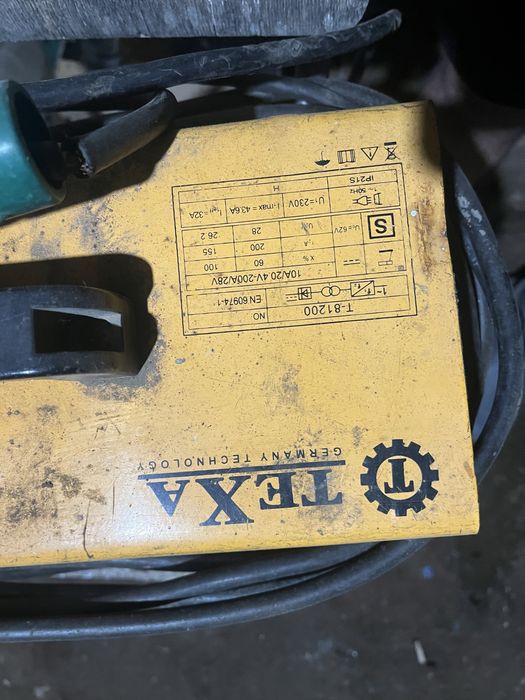 TEXA
GERMANY TECHNOLOGY
T
T-81200
NO
1~
EN 60974-1
10A/20.4V-200A/28V
X% 60 100
S
U₀=62V
I₂A 200 155
U₂V 28 26.2
1~ 50Hz
U₁=230V
I₁max=43.6A
I₁eff=32A
IP21S
H